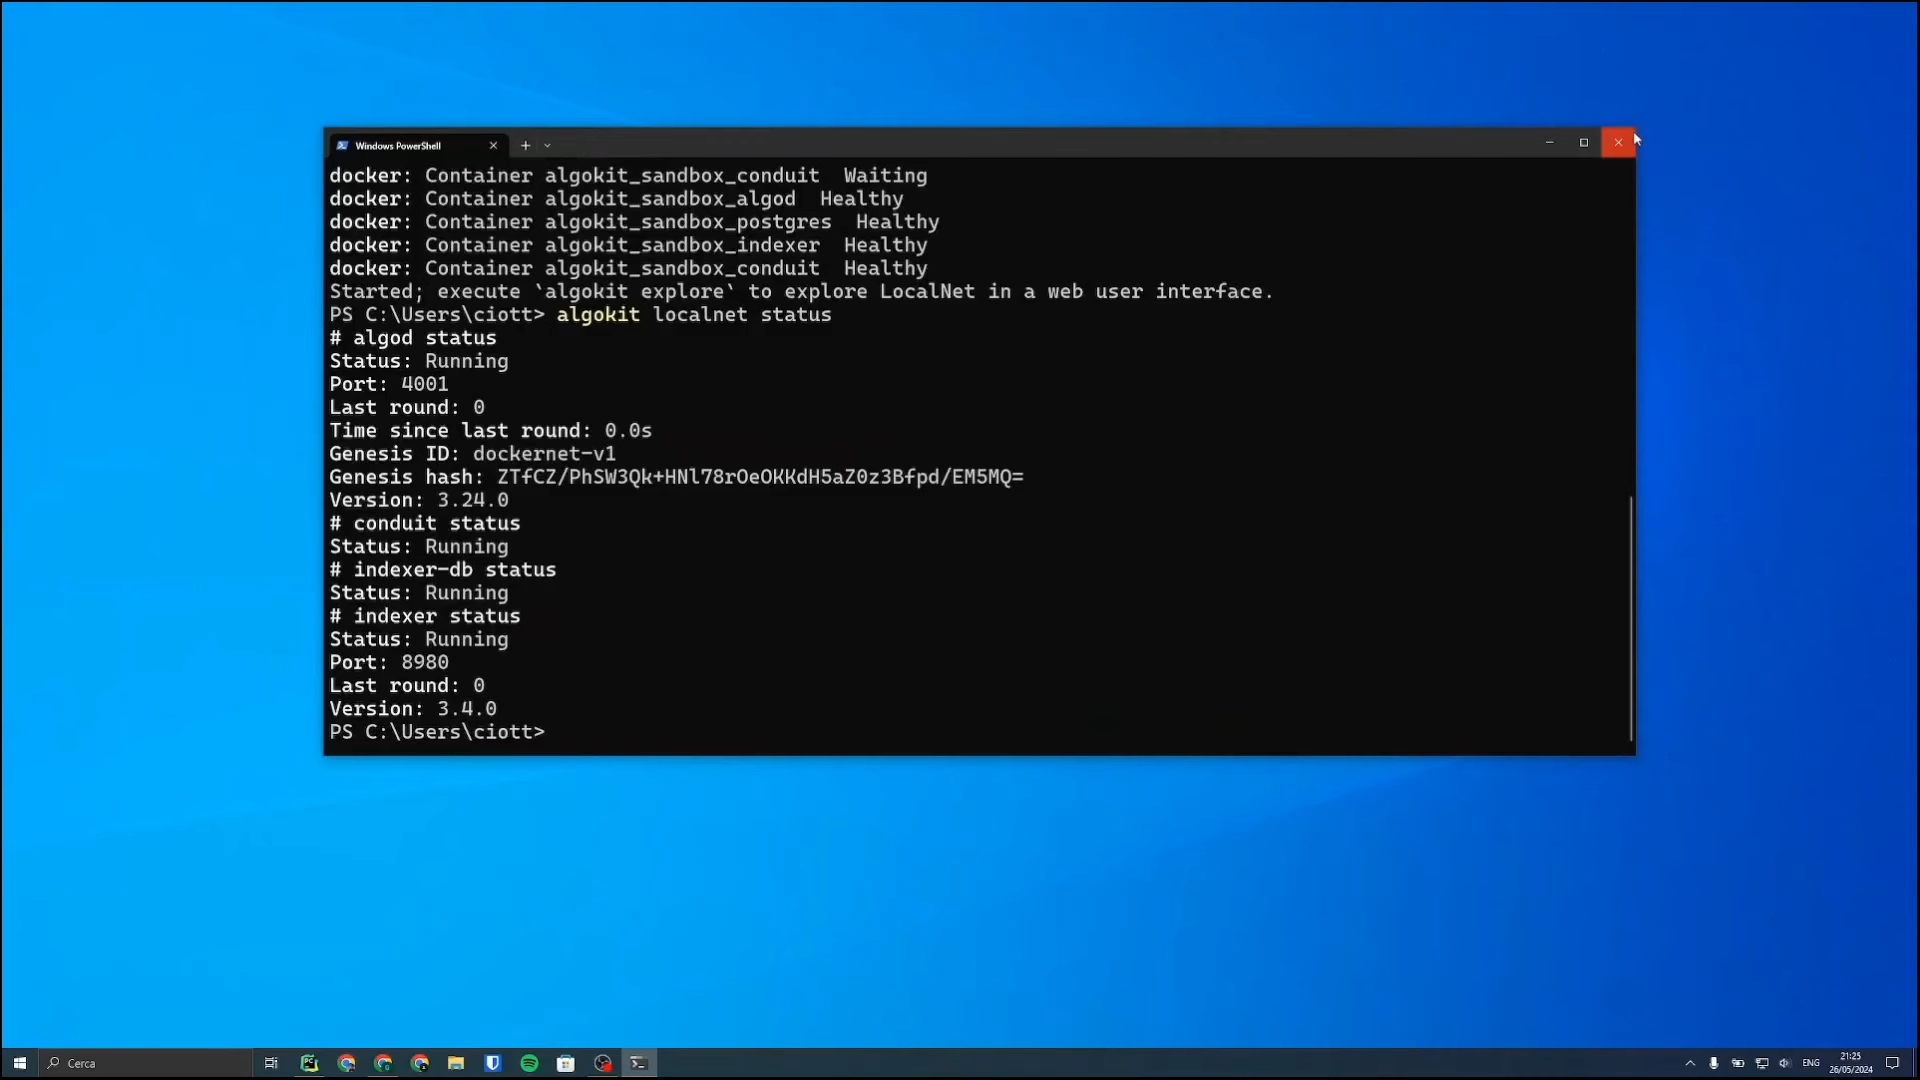 Windows PowerShell
docker: Container algokit_sandbox_conduit  Waiting
docker: Container algokit_sandbox_algod  Healthy
docker: Container algokit_sandbox_postgres  Healthy
docker: Container algokit_sandbox_indexer  Healthy
docker: Container algokit_sandbox_conduit  Healthy
Started; execute `algokit explore` to explore LocalNet in a web user interface.
PS C:\Users\ciott> algokit localnet status
# algod status
Status: Running
Port: 4001
Last round: 0
Time since last round: 0.0s
Genesis ID: dockernet-v1
Genesis hash: ZTfCZ/PhSW3Qk+HNl78rOeOKKdH5aZ0z3Bfpd/EM5MQ=
Version: 3.24.0
# conduit status
Status: Running
# indexer-db status
Status: Running
# indexer status
Status: Running
Port: 8980
Last round: 0
Version: 3.4.0
PS C:\Users\ciott>
Cerca
ENG
21:25
26/05/2024